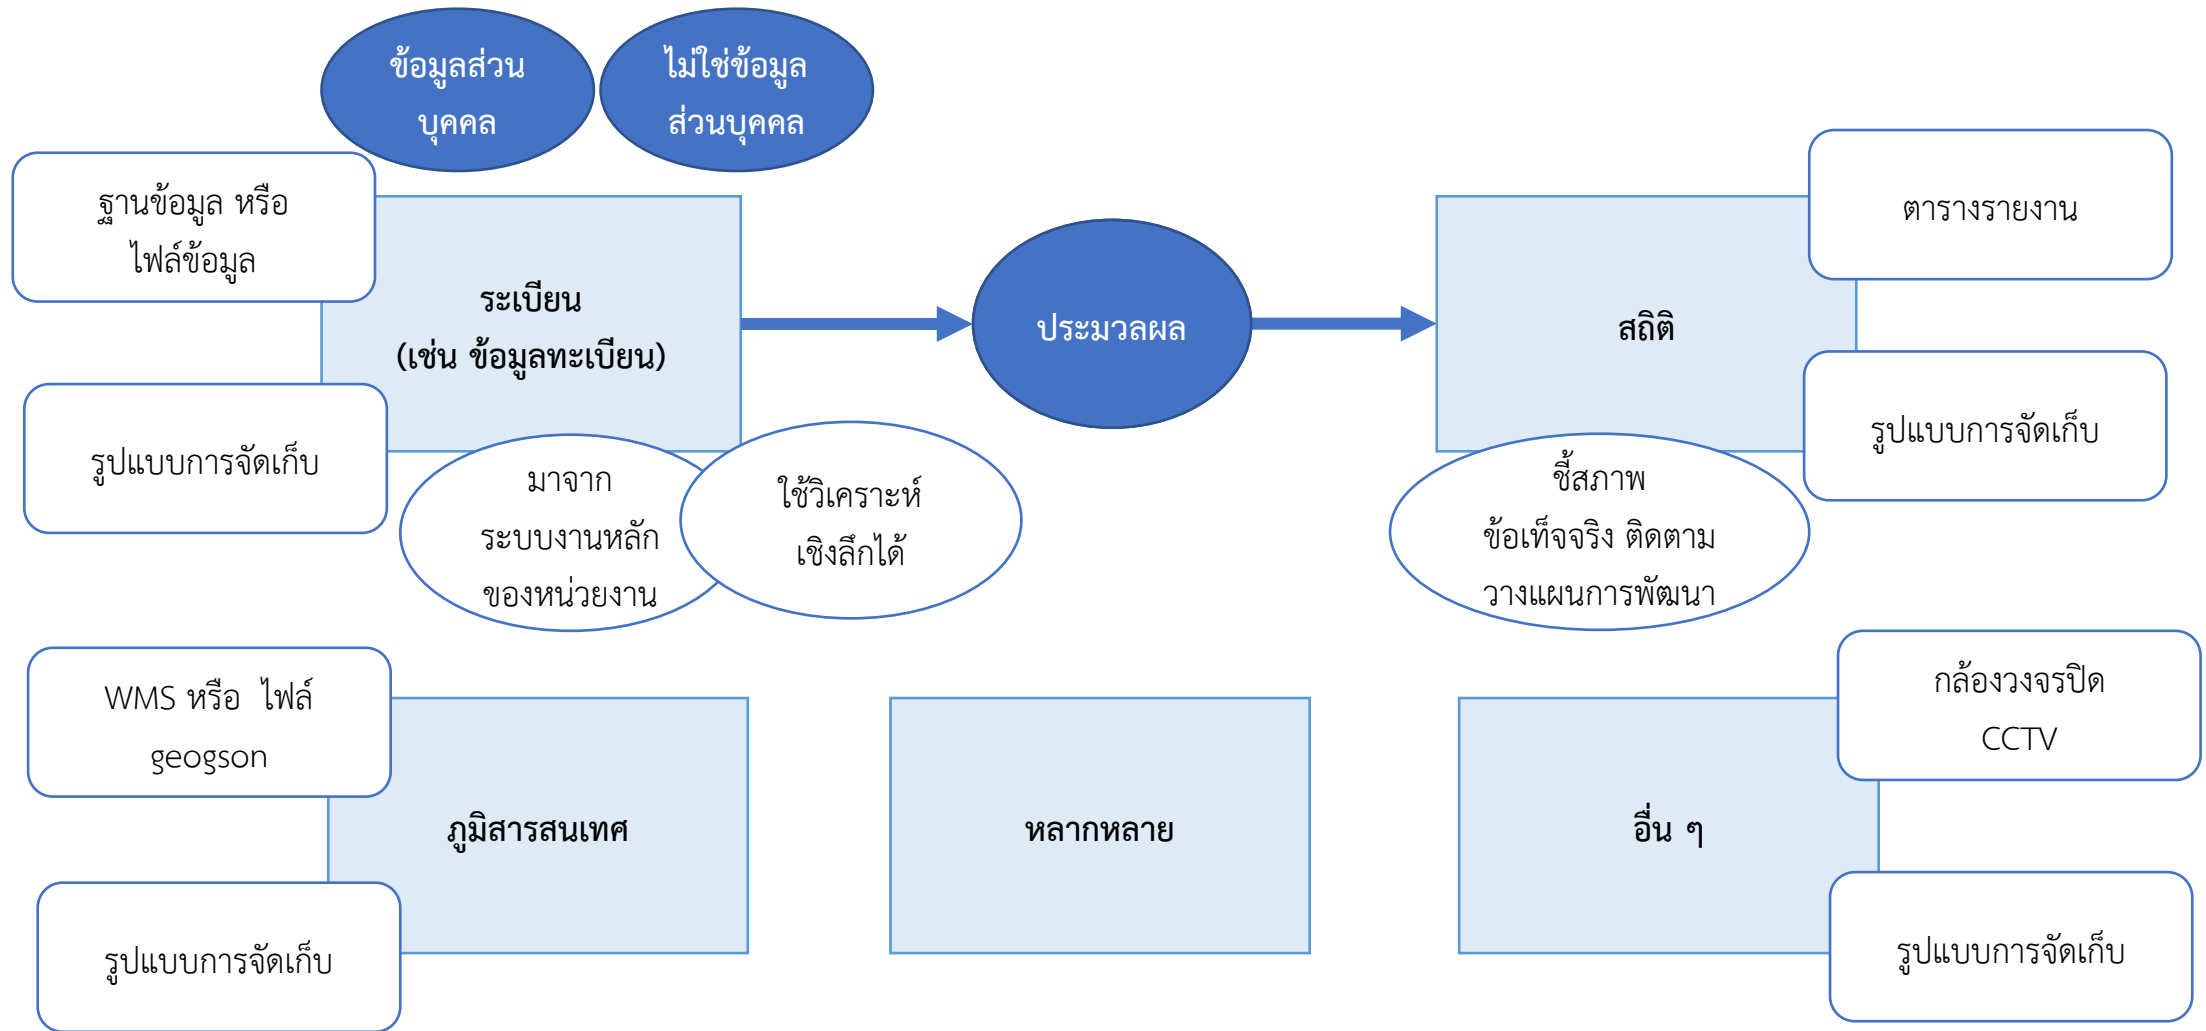 ข้อมูลส่วน
บุคคล
ไม่ใช่ข้อมูล
ส่วนบุคคล
ฐานข้อมูล หรือ
ไฟล์ข้อมูล
ระเบียน
(เช่น ข้อมูลทะเบียน)
รูปแบบการจัดเก็บ
มาจาก
ระบบงานหลัก
ของหน่วยงาน
ใช้วิเคราะห์
เชิงลึกได้
ประมวลผล
ตารางรายงาน
สถิติ
รูปแบบการจัดเก็บ
ชี้สภาพ
ข้อเท็จจริง ติดตาม
วางแผนการพัฒนา
WMS หรือ ไฟล์
geogson
ภูมิสารสนเทศ
รูปแบบการจัดเก็บ
หลากหลาย
กล้องวงจรปิด
CCTV
อื่น ๆ
รูปแบบการจัดเก็บ